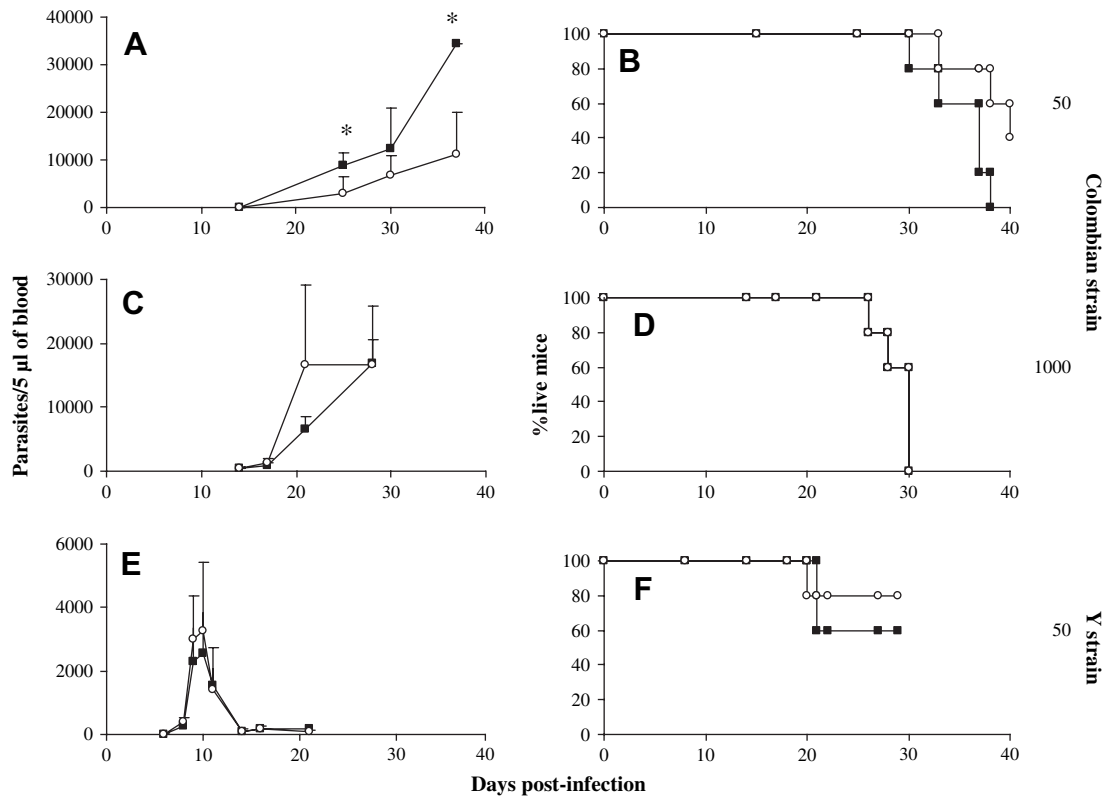 A
*
*
40000
30000
20000
10000
0
0 10 20 30 40
B
100
80
60
40
20
0
0 10 20 30 40
50
C
30000
20000
10000
0
0 10 20 30 40
D
100
80
60
40
20
0
0 10 20 30 40
1000
Colombian strain
E
6000
4000
2000
0
0 10 20 30 40
F
100
80
60
40
20
0
0 10 20 30 40
50
Y strain
Parasites/5 µl of blood
%live mice
Days post-infection